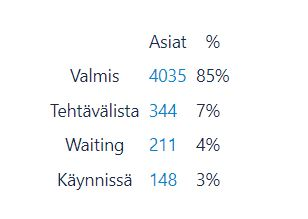 Asiat %
Valmis 4035 85%
Tehtävälista 344 7%
Waiting 211 4%
Käynnissä 148 3%